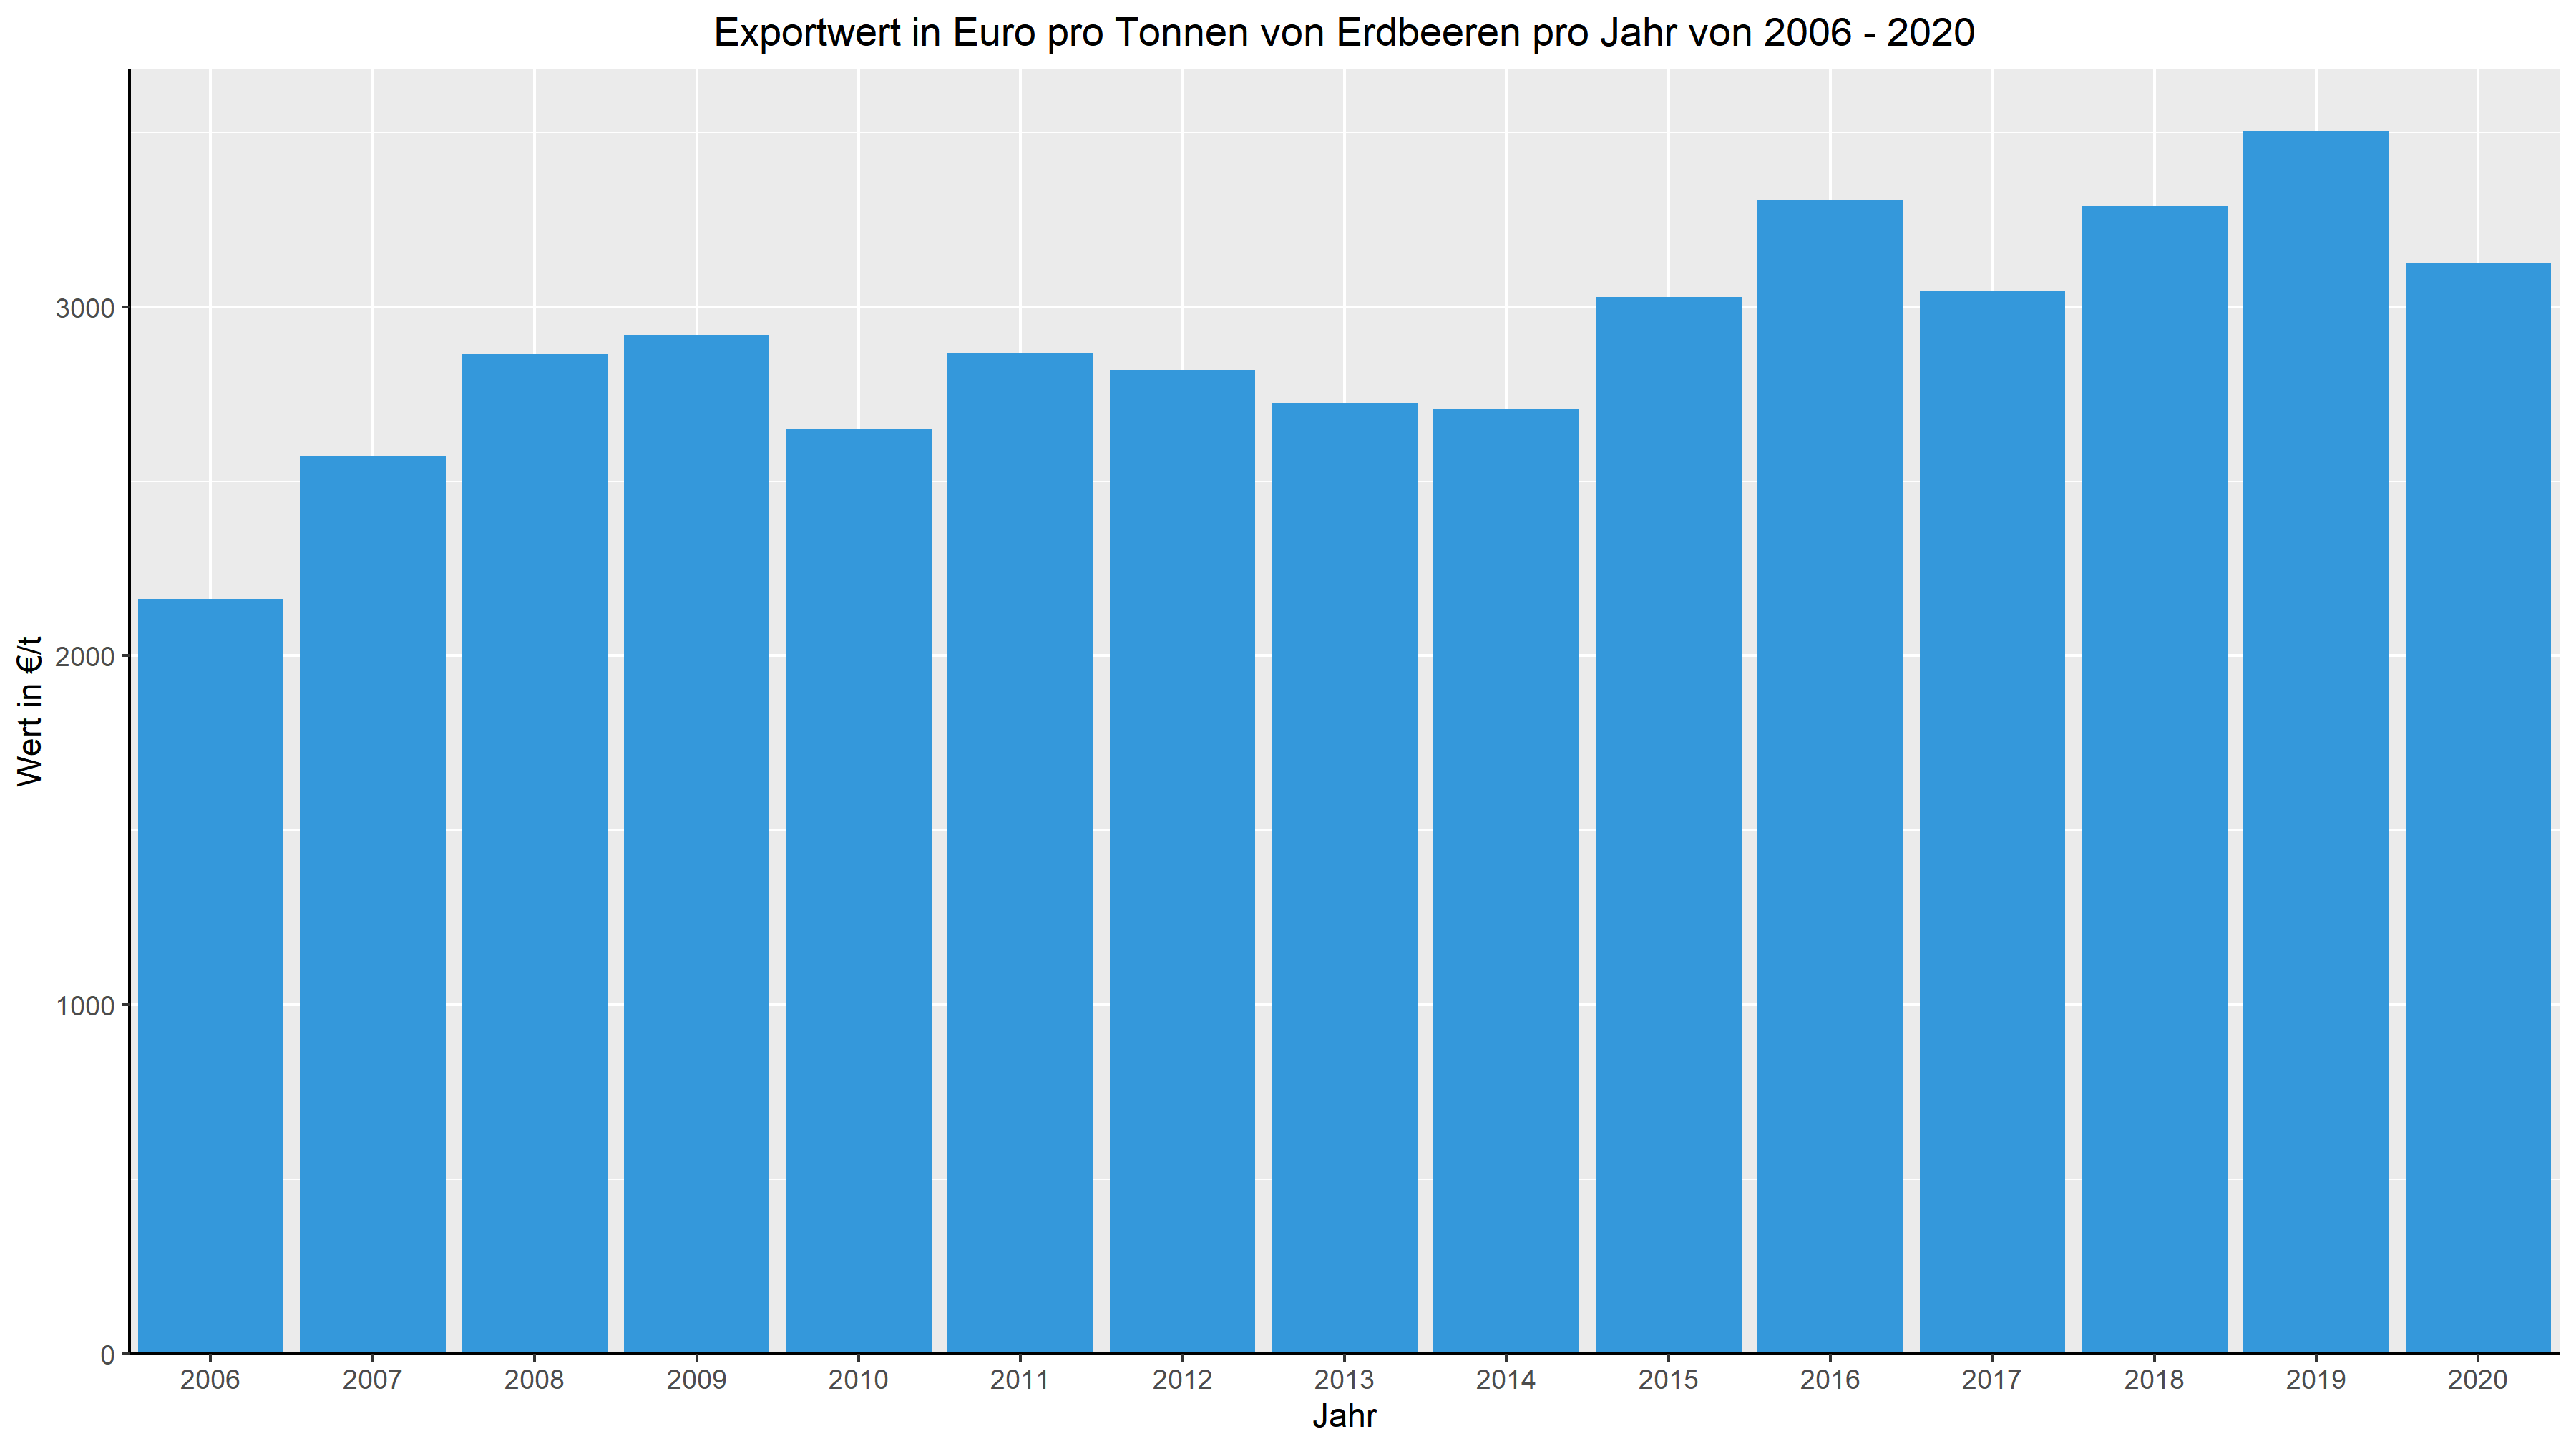 Exportwert in Euro pro Tonnen von Erdbeeren pro Jahr von 2006 - 2020
Wert in €/t
3000
2000
1000
0
2006 2007 2008 2009 2010 2011 2012 2013 2014 2015 2016 2017 2018 2019 2020
Jahr